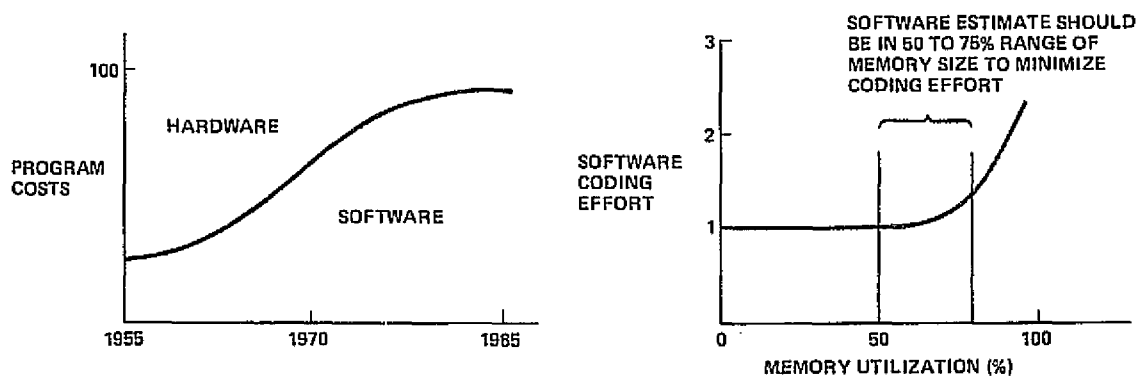 100
HARDWARE
PROGRAM
COSTS
SOFTWARE
1955
1970
1985
SOFTWARE ESTIMATE SHOULD
BE IN 50 TO 75% RANGE OF
MEMORY SIZE TO MINIMIZE
CODING EFFORT
3
2
SOFTWARE
CODING
EFFORT
1
0
50
100
MEMORY UTILIZATION (%)